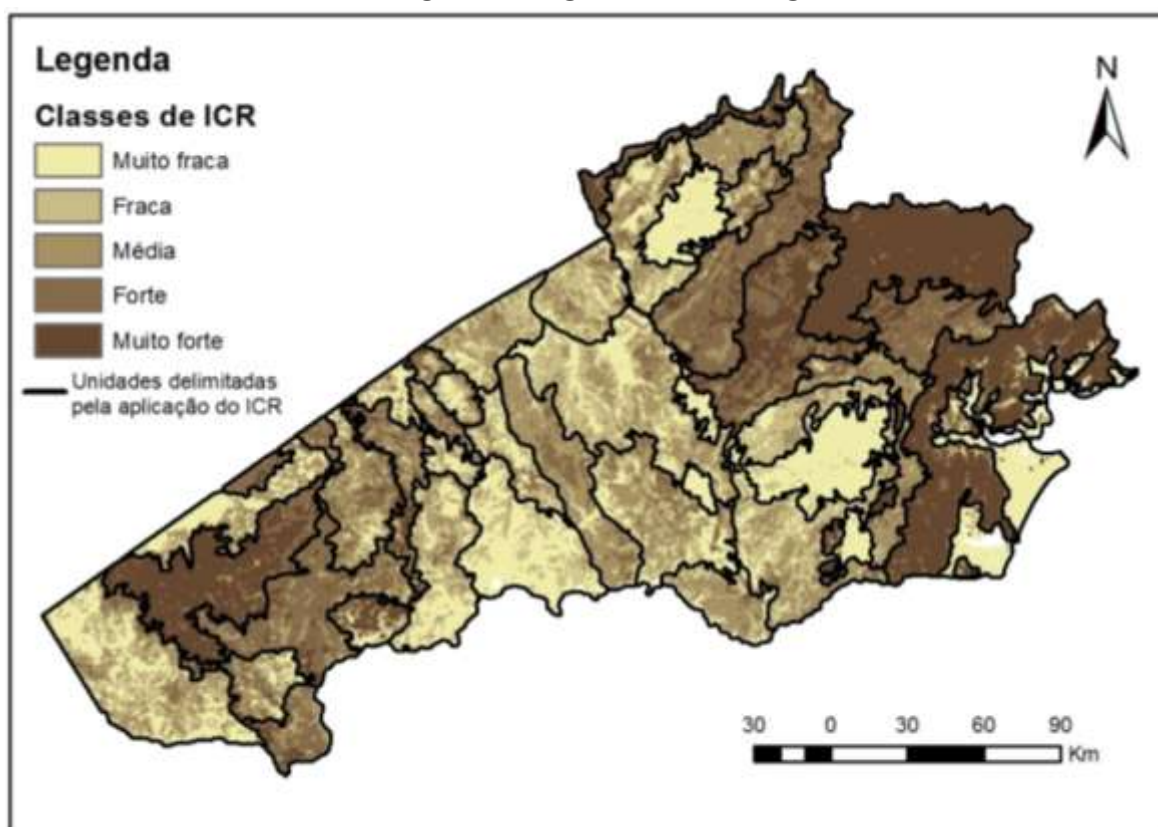 Legenda
Classes de ICR
Muito fraca
Fraca
Média
Forte
Muito forte
Unidades delimitadas
pela aplicação do ICR
N
30 0 30 60 90
Km